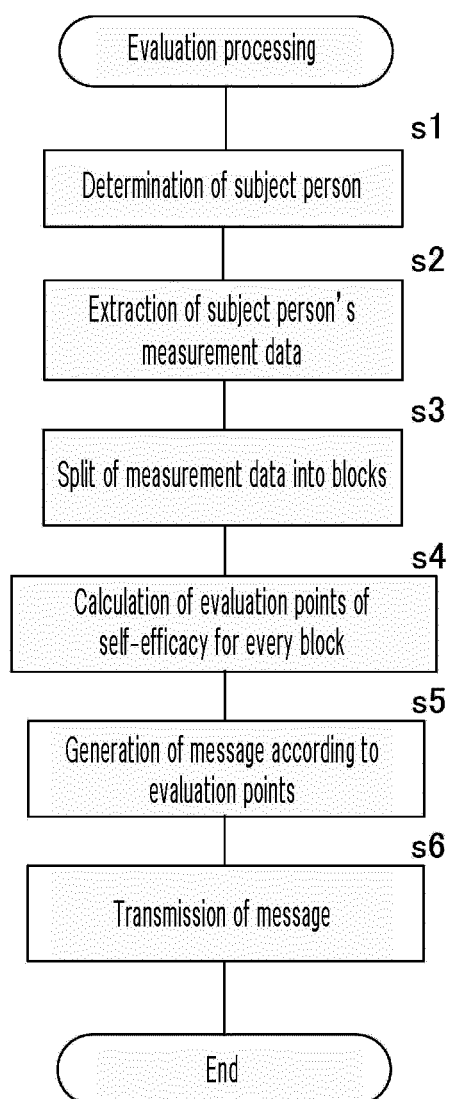 Evaluation processing
s1
Determination of subject person
s2
Extraction of subject person's
measurement data
s3
Split of measurement data into blocks
s4
Calculation of evaluation points of
self-efficacy for every block
s5
Generation of message according to
evaluation points
s6
Transmission of message
End